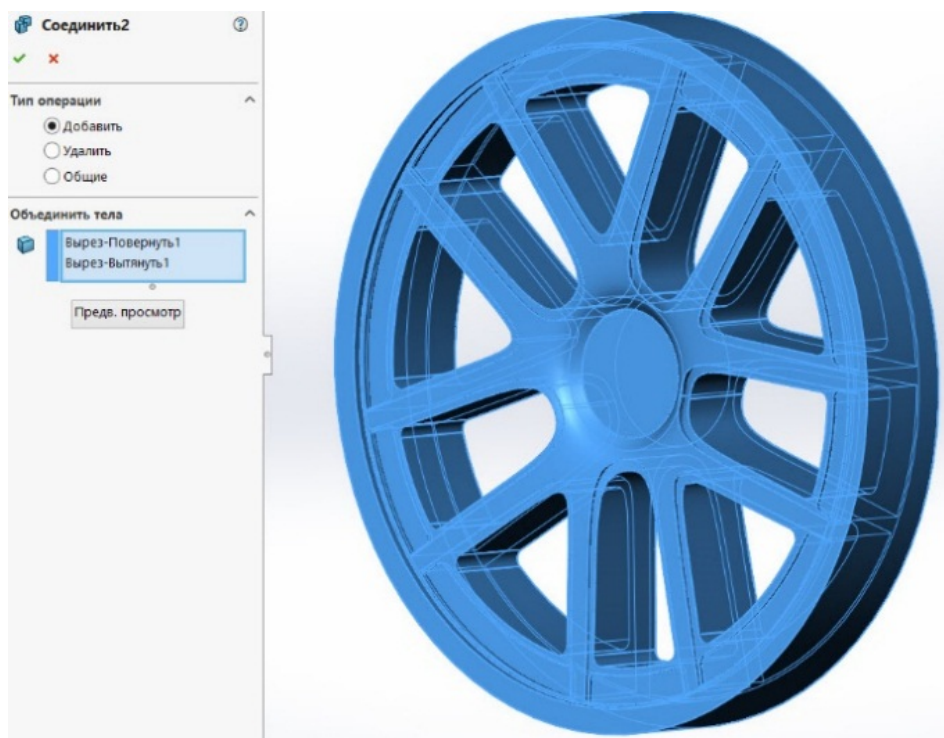 Соединить2
Тип операции
Добавить
Удалить
Общие
Объединить тела
Вырез-Повернуть1
Вырез-Вытянуть1
Предв. просмотр